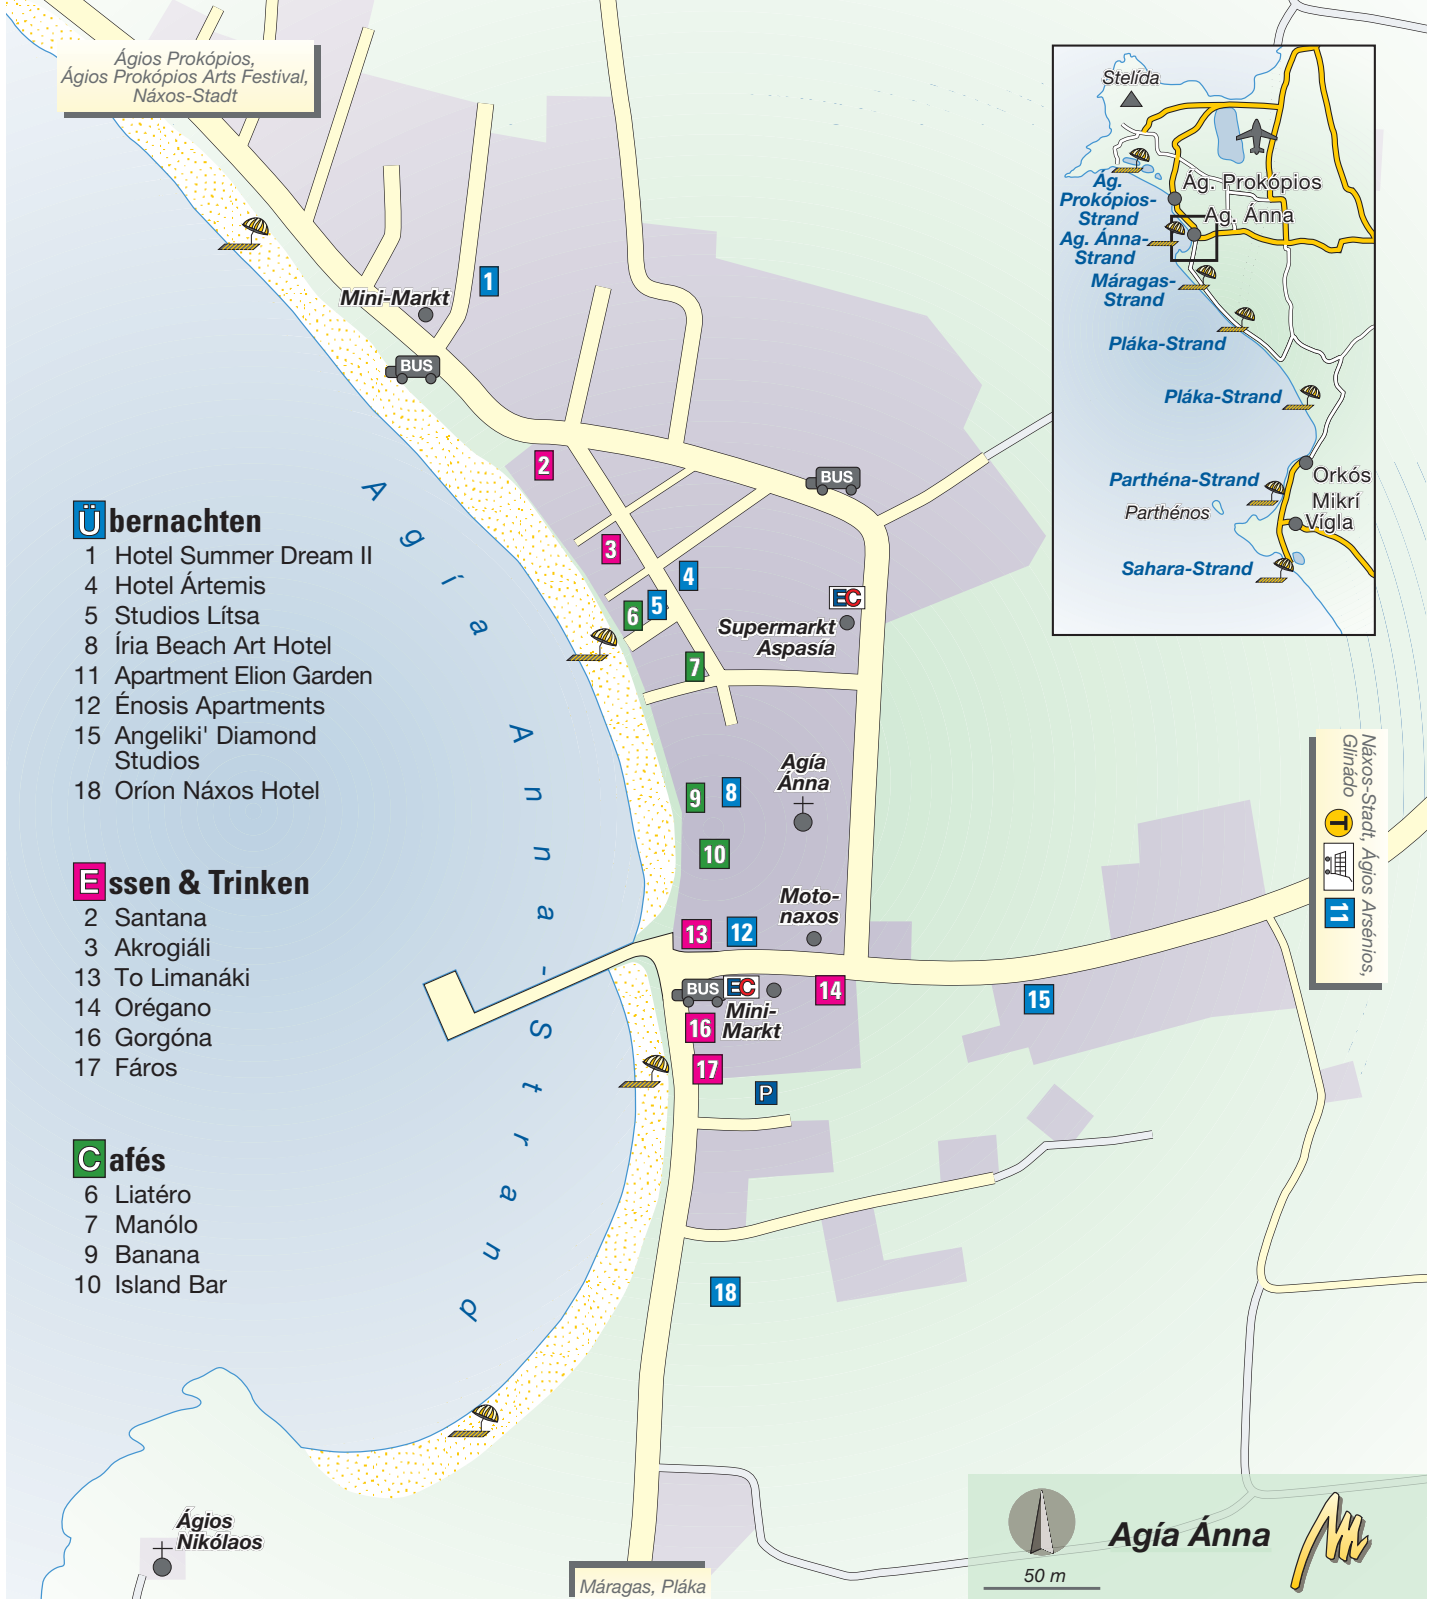 Ágios Prokópios,
Ágios Prokópios Arts Festival,
Náxos-Stadt
Stelída
Ág.
Prokópios-
Strand
Ág. Prokópios
Ag. Ánna
Ag. Ánna-
Strand
Máragas-
Strand
Pláka-Strand
Pláka-Strand
Parthéna-Strand
Parthénos
Orkós
Mikrí
Vígla
Sahara-Strand
1
Mini-Markt
BUS
2
BUS
3
4
5
6
EC
Supermarkt
Aspasía
7
Agía
Ánna
8
9
10
Moto-
naxos
13
12
BUS
EC
Mini-
Markt
14
15
16
17
P
18
Agía Anna-Strand
Übernachten
1 Hotel Summer Dream II
4 Hotel Ártemis
5 Studios Lítsa
8 Íria Beach Art Hotel
11 Apartment Elion Garden
12 Énosis Apartments
15 Angeliki' Diamond
Studios
18 Oríon Náxos Hotel
Essen & Trinken
2 Santana
3 Akrogiáli
13 To Limanáki
14 Orégano
16 Gorgóna
17 Fáros
Cafés
6 Liatéro
7 Manólo
9 Banana
10 Island Bar
Náxos-Stadt, Ágios Arsénios,
Glinádo
T
11
Ágios
Nikólaos
Máragas, Pláka
50 m
Agía Ánna